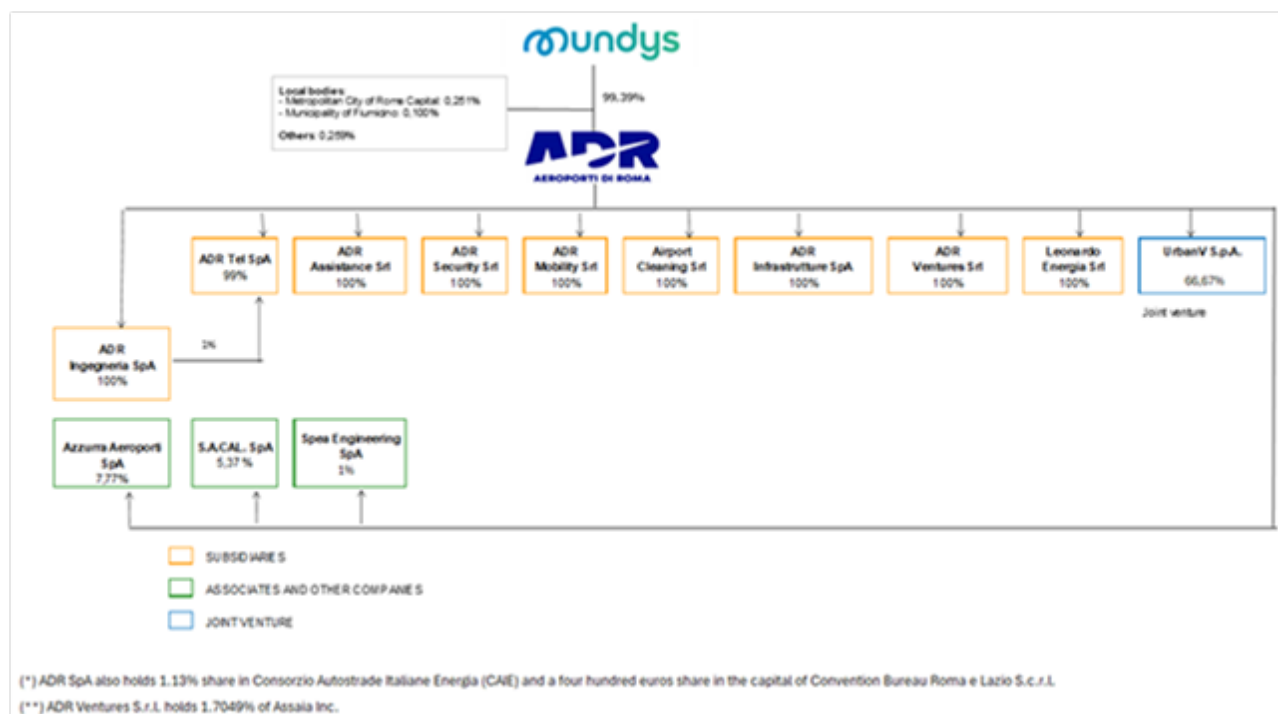 mundys
Local bodies:
- Metropolitan City of Rome Capital: 0,251%
- Municipality of Fiumicino: 0,100%
Others: 0,259%
99,39%
ADR
AEROPORTI DI ROMA
ADR Tel SpA
99%
ADR
Assistance Srl
100%
ADR
Security Srl
100%
ADR
Mobility Srl
100%
Airport
Cleaning Srl
100%
ADR
Infrastrutture SpA
100%
ADR
Ventures Srl
100%
Leonardo
Energia Srl
100%
UrbanV S.p.A.
66,67%
Joint venture
ADR
Ingegneria SpA
100%
1%
Azzurra Aeroporti
SpA
7,77%
S.A.CAL. SpA
5,37 %
Spea Engineering
SpA
1%
SUBSIDIARIES
ASSOCIATES AND OTHER COMPANIES
JOINT VENTURE
(*) ADR SpA also holds 1.13% share in Consorzio Autostrade Italiane Energia (CAIE) and a four hundred euros share in the capital of Convention Bureau Roma e Lazio S.c.r.l.
(**) ADR Ventures S.r.l. holds 1.7049% of Assaia Inc.